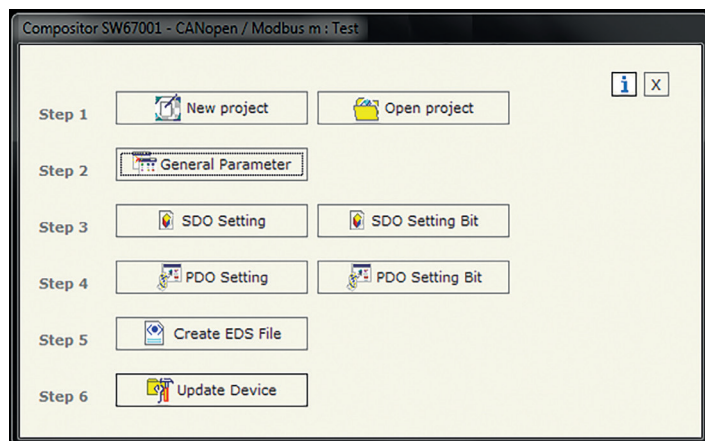 Compositor SW67001 - CANopen / Modbus m : Test
i X
Step 1 New project Open project
Step 2 General Parameter
Step 3 SDO Setting SDO Setting Bit
Step 4 PDO Setting PDO Setting Bit
Step 5 Create EDS File
Step 6 Update Device